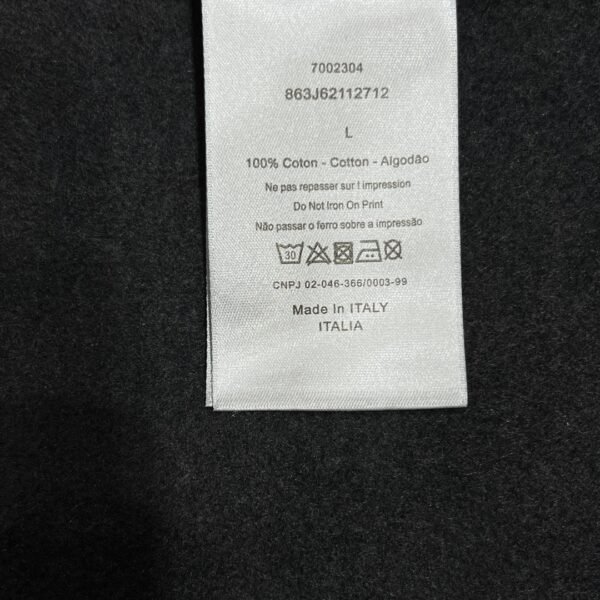 7002304
863J62112712
L
100% Coton - Cotton - Algodão
Ne pas repasser sur l impression
Do Not Iron On Print
Não passar o ferro sobre a impressão
30
CNPJ 02-046-366/0003-99
Made In ITALY
ITALIA